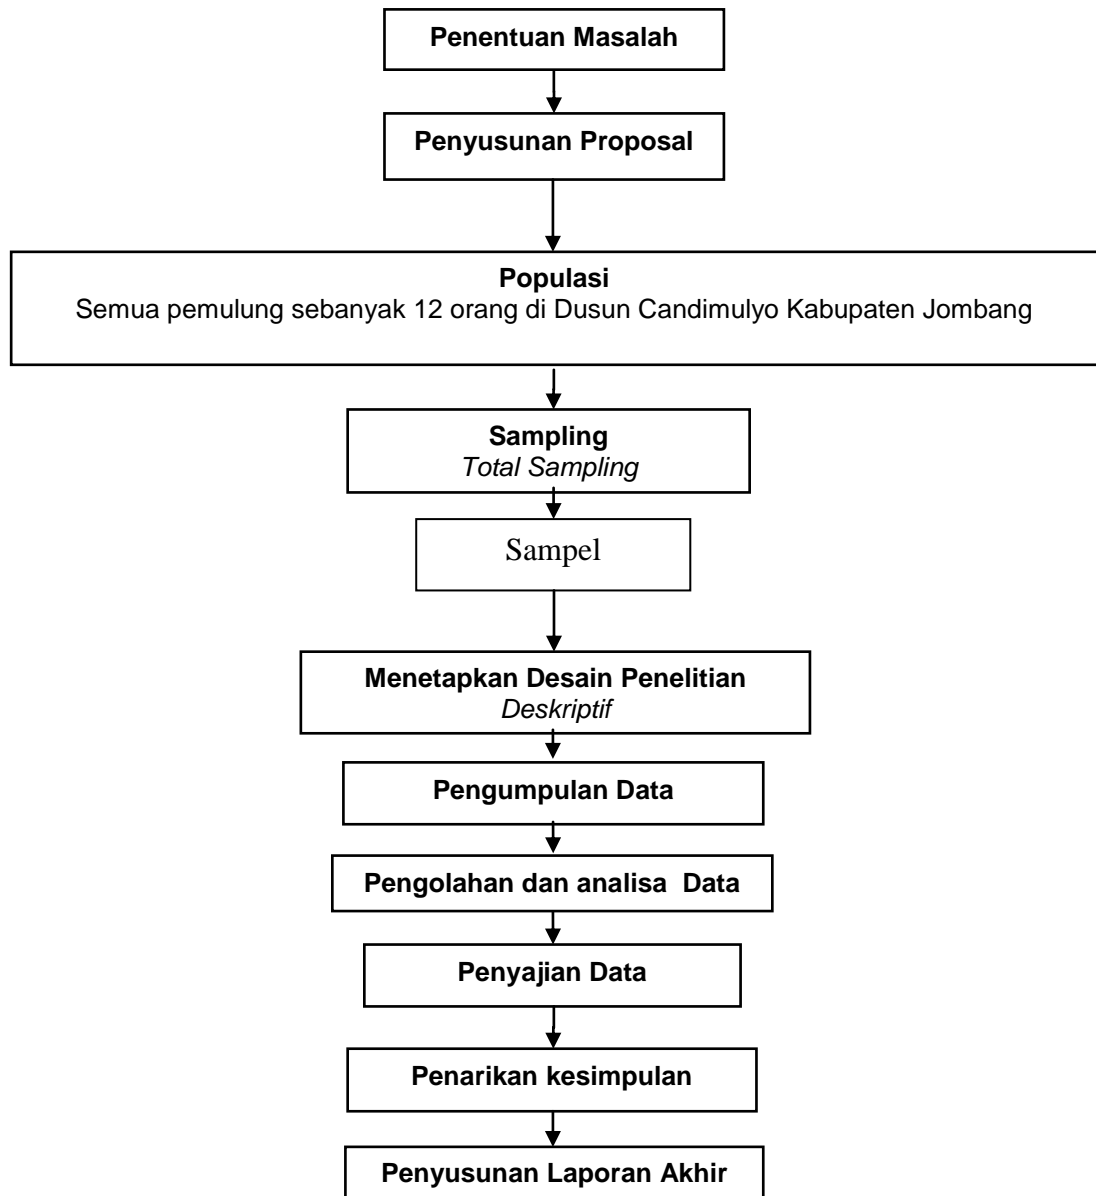 Penentuan Masalah
Penyusunan Proposal
Populasi
Semua pemulung sebanyak 12 orang di Dusun Candimulyo Kabupaten Jombang
Sampling
Total Sampling
Sampel
Menetapkan Desain Penelitian
Deskriptif
Pengumpulan Data
Pengolahan dan analisa  Data
Penyajian Data
Penarikan kesimpulan
Penyusunan Laporan Akhir